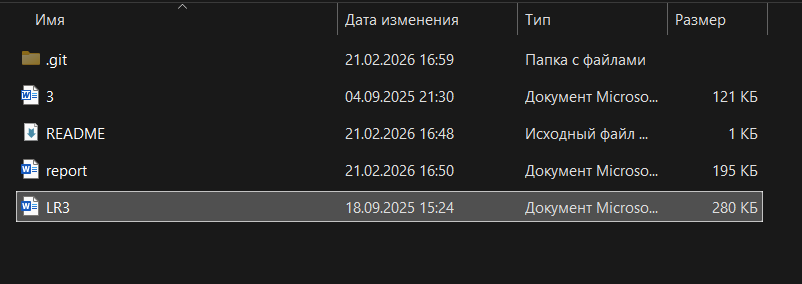 Имя Дата изменения Тип Размер
.git 21.02.2026 16:59 Папка с файлами
3 04.09.2025 21:30 Документ Microso... 121 КБ
README 21.02.2026 16:48 Исходный файл ... 1 КБ
report 21.02.2026 16:50 Документ Microso... 195 КБ
LR3 18.09.2025 15:24 Документ Microso... 280 КБ